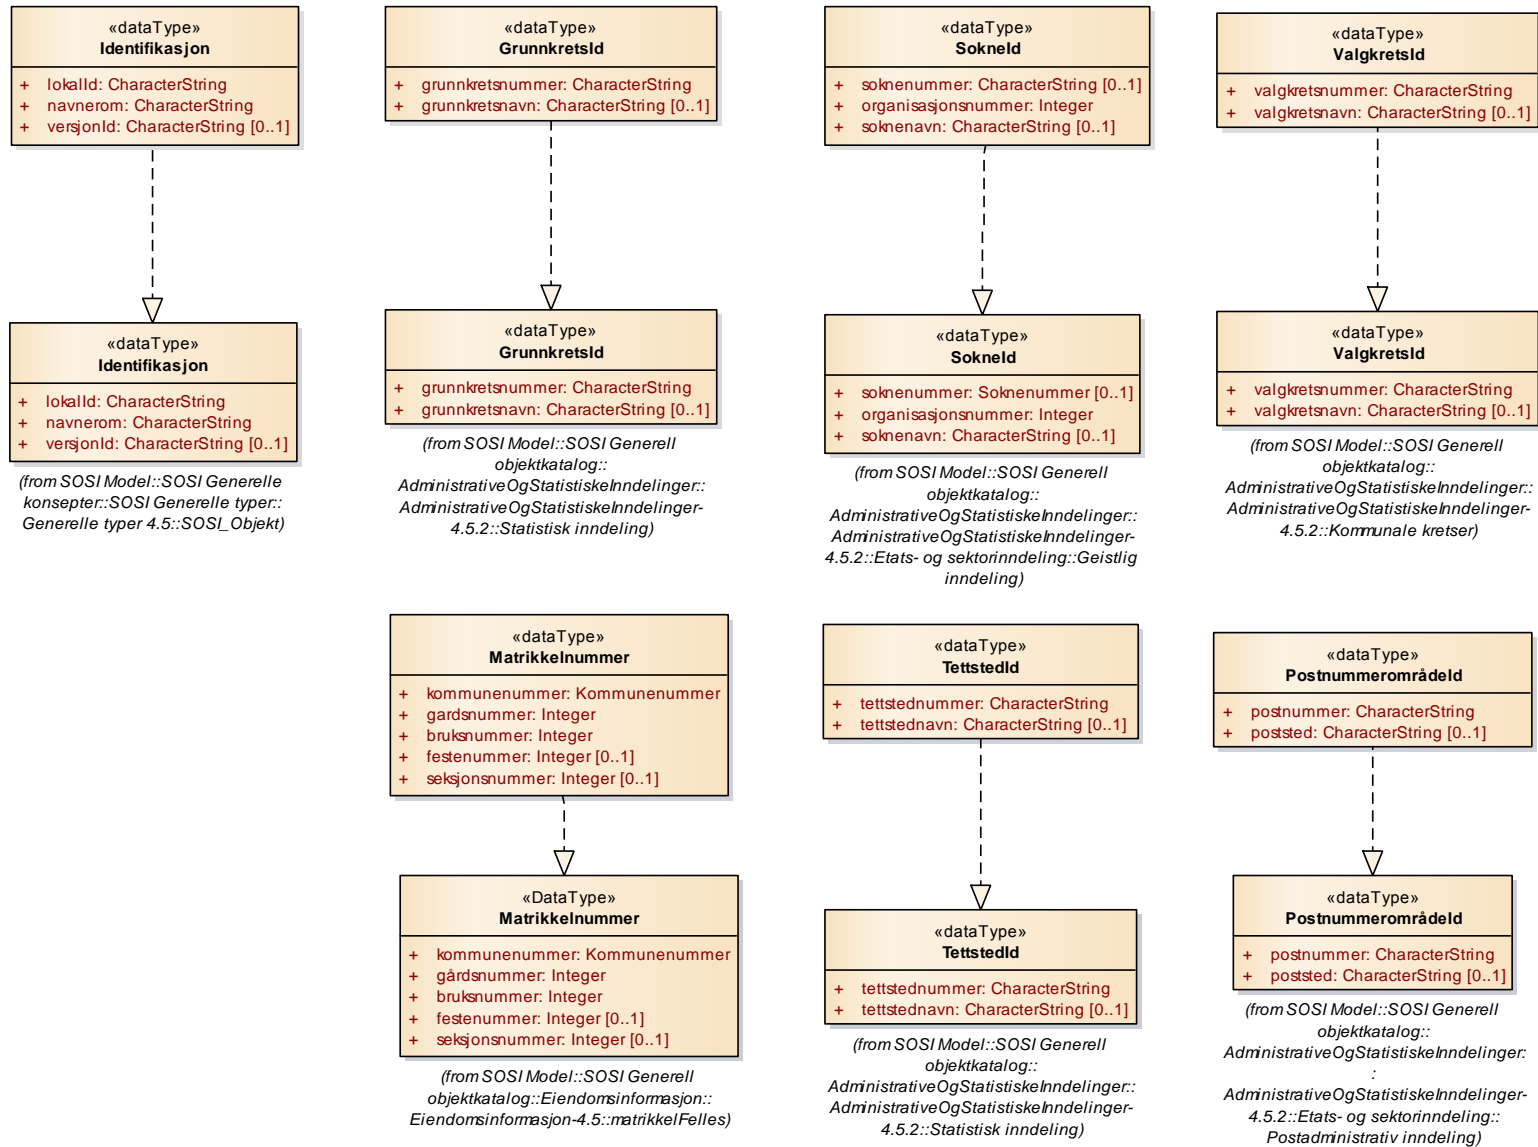 «dataType»
Identifikasjon
+ lokalId: CharacterString
+ navnerom: CharacterString
+ versjonId: CharacterString [0..1]
«dataType»
GrunnkretsId
+ grunnkretsnummer: CharacterString
+ grunnkretsnavn: CharacterString [0..1]
«dataType»
SokneId
+ soknenummer: CharacterString [0..1]
+ organisasjonsnummer: Integer
+ soknenavn: CharacterString [0..1]
«dataType»
ValgkretsId
+ valgkretsnummer: CharacterString
+ valgkretsnavn: CharacterString [0..1]
«dataType»
Identifikasjon
+ lokalId: CharacterString
+ navnerom: CharacterString
+ versjonId: CharacterString [0..1]
(from SOSI Model::SOSI Generelle
konsepter::SOSI Generelle typer::
Generelle typer 4.5::SOSI_Objekt)
«dataType»
GrunnkretsId
+ grunnkretsnummer: CharacterString
+ grunnkretsnavn: CharacterString [0..1]
(from SOSI Model::SOSI Generell
objektkatalog::
AdministrativeOgStatistiskeInndelinger::
AdministrativeOgStatistiskeInndelinger-
4.5.2::Statistisk inndeling)
«dataType»
SokneId
+ soknenummer: Soknenummer [0..1]
+ organisasjonsnummer: Integer
+ soknenavn: CharacterString [0..1]
(from SOSI Model::SOSI Generell
objektkatalog::
AdministrativeOgStatistiskeInndelinger::
AdministrativeOgStatistiskeInndelinger-
4.5.2::Etats- og sektorinndeling::Geistlig
inndeling)
«dataType»
ValgkretsId
+ valgkretsnummer: CharacterString
+ valgkretsnavn: CharacterString [0..1]
(from SOSI Model::SOSI Generell
objektkatalog::
AdministrativeOgStatistiskeInndelinger::
AdministrativeOgStatistiskeInndelinger-
4.5.2::Kommunale kretser)
«dataType»
Matrikkelnummer
+ kommunenummer: Kommunenummer
+ gardsnummer: Integer
+ bruksnummer: Integer
+ festenummer: Integer [0..1]
+ seksjonsnummer: Integer [0..1]
«dataType»
TettstedId
+ tettstednummer: CharacterString
+ tettstednavn: CharacterString [0..1]
«dataType»
PostnummerområdeId
+ postnummer: CharacterString
+ poststed: CharacterString [0..1]
«DataType»
Matrikkelnummer
+ kommunenummer: Kommunenummer
+ gårdsnummer: Integer
+ bruksnummer: Integer
+ festenummer: Integer [0..1]
+ seksjonsnummer: Integer [0..1]
(from SOSI Model::SOSI Generell
objektkatalog::Eiendomsinformasjon::
Eiendomsinformasjon-4.5::matrikkelFelles)
«dataType»
TettstedId
+ tettstednummer: CharacterString
+ tettstednavn: CharacterString [0..1]
(from SOSI Model::SOSI Generell
objektkatalog::
AdministrativeOgStatistiskeInndelinger::
AdministrativeOgStatistiskeInndelinger-
4.5.2::Statistisk inndeling)
«dataType»
PostnummerområdeId
+ postnummer: CharacterString
+ poststed: CharacterString [0..1]
(from SOSI Model::SOSI Generell
objektkatalog::
AdministrativeOgStatistiskeInndelinger:
:
AdministrativeOgStatistiskeInndelinger-
4.5.2::Etats- og sektorinndeling::
Postadministrativ inndeling)